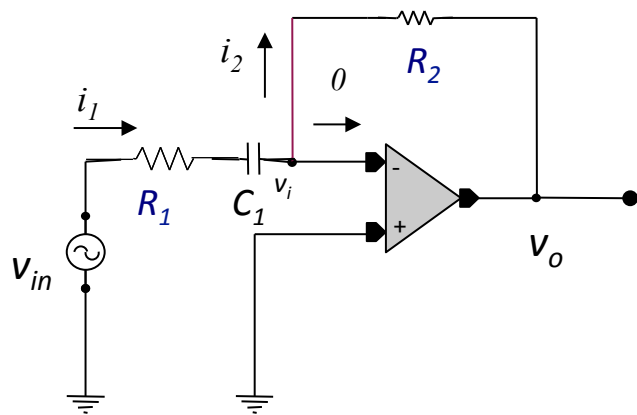 i₂
0
R₂
i₁
-
R₁
C₁
vᵢ
+
vₒ
vᵢₙ